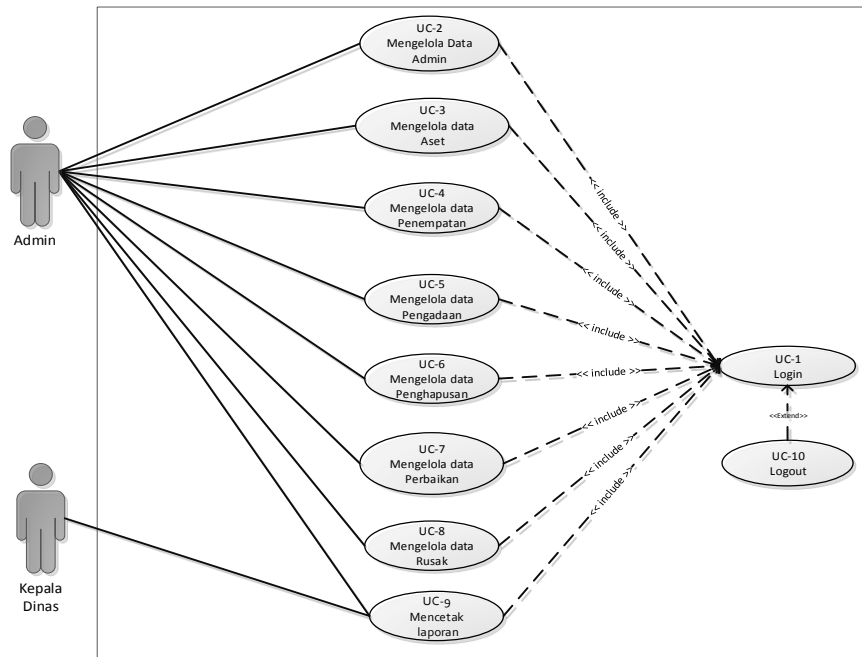 UC-2
Mengelola Data
Admin
UC-3
Mengelola data
Aset
UC-4
Mengelola data
Penempatan
UC-5
Mengelola data
Pengadaan
UC-6
Mengelola data
Penghapusan
UC-7
Mengelola data
Perbaikan
UC-8
Mengelola data
Rusak
UC-9
Mencetak
laporan
Admin
Kepala
Dinas
<< include >>
<< include >>
<< include >>
<< include >>
<< include >>
<< include >>
<< include >>
<< include >>
UC-1
Login
<<Extend>>
UC-10
Logout